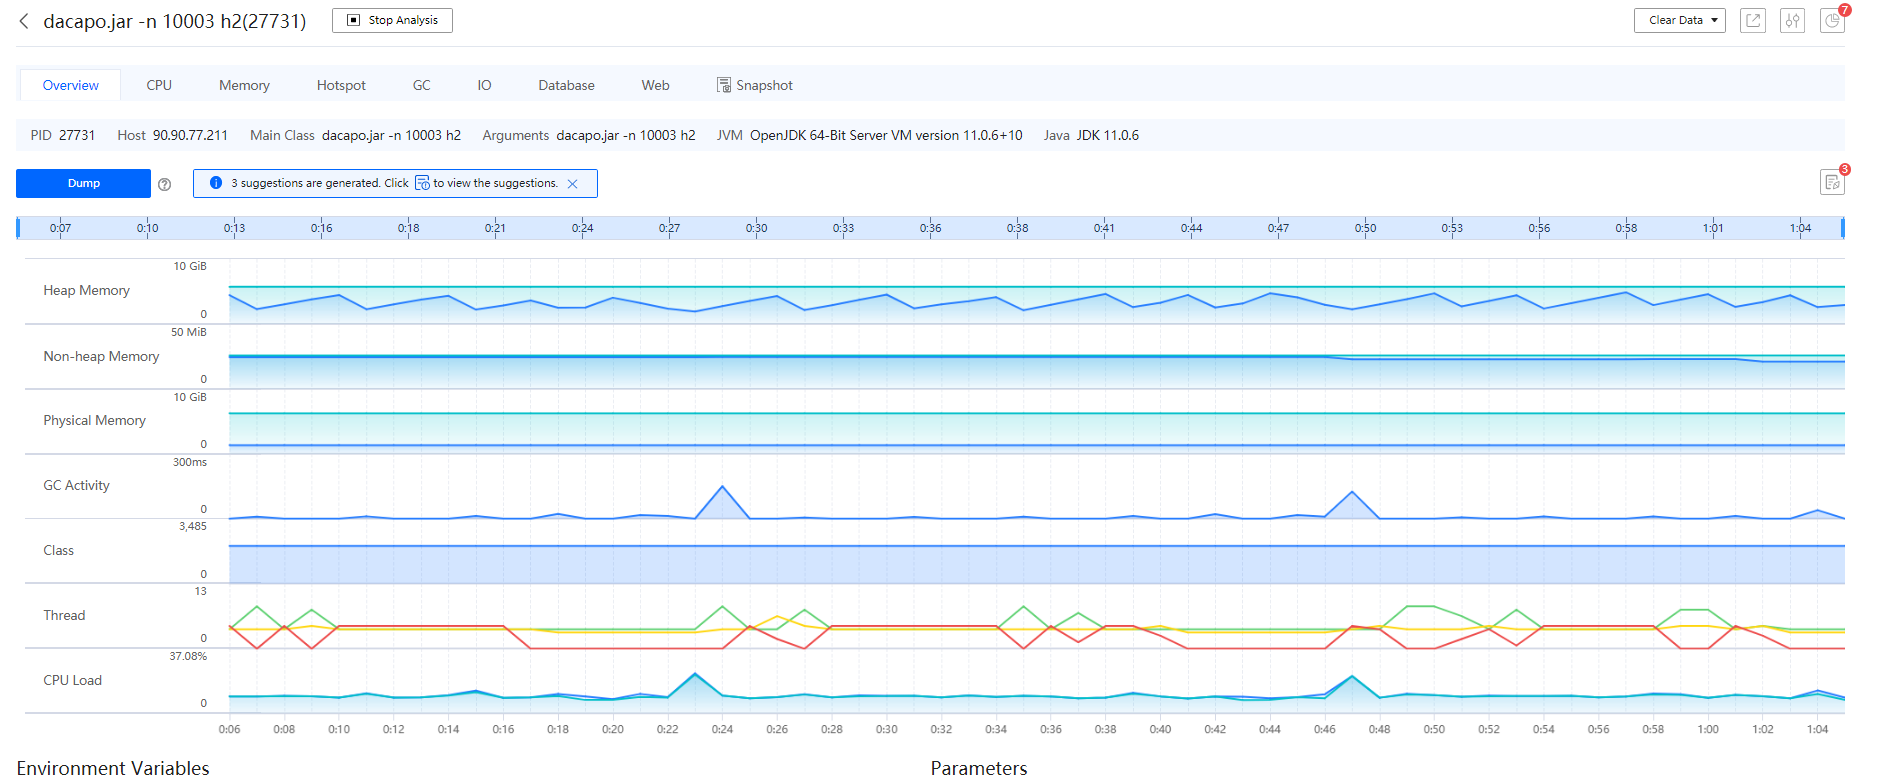 dacapo.jar -n 10003 h2(27731)
Stop Analysis
Clear Data
7
Overview CPU Memory Hotspot GC IO Database Web Snapshot
PID 27731 Host 90.90.77.211 Main Class dacapo.jar -n 10003 h2 Arguments dacapo.jar -n 10003 h2 JVM OpenJDK 64-Bit Server VM version 11.0.6+10 Java JDK 11.0.6
Dump
3 suggestions are generated. Click to view the suggestions.
3
0:07 0:10 0:13 0:16 0:18 0:21 0:24 0:27 0:30 0:33 0:36 0:38 0:41 0:44 0:47 0:50 0:53 0:56 0:58 1:01 1:04
10 GiB
Heap Memory
0
50 MiB
Non-heap Memory
0
10 GiB
Physical Memory
0
300ms
GC Activity
0
3,485
Class
0
13
Thread
0
37.08%
CPU Load
0
0:06 0:08 0:10 0:12 0:14 0:16 0:18 0:20 0:22 0:24 0:26 0:28 0:30 0:32 0:34 0:36 0:38 0:40 0:42 0:44 0:46 0:48 0:50 0:52 0:54 0:56 0:58 1:00 1:02 1:04
Environment Variables Parameters